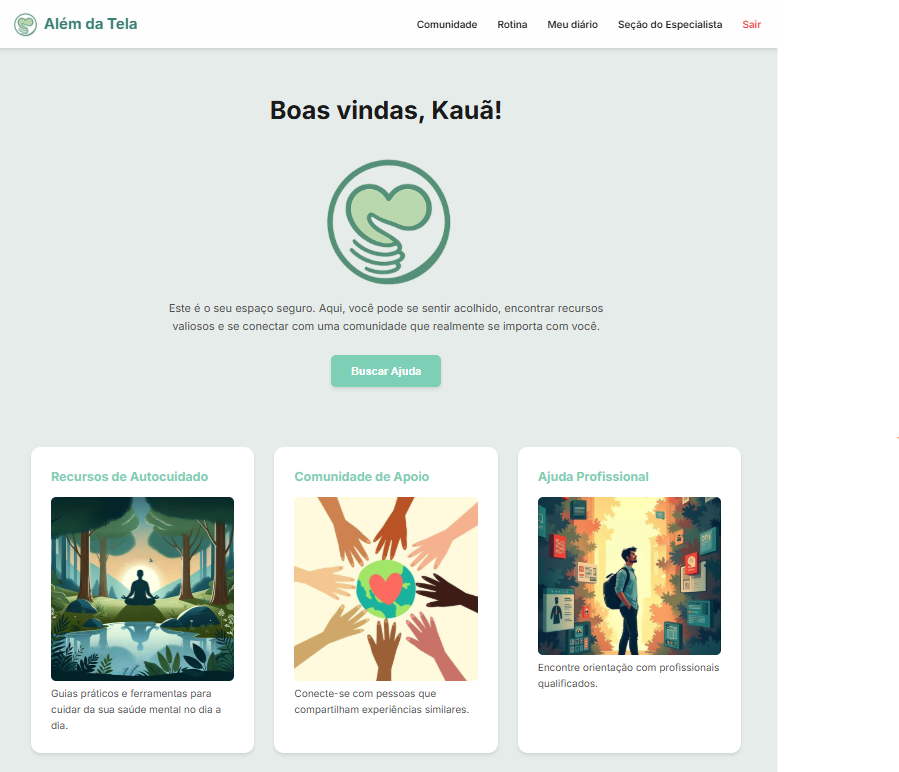 Além da Tela
Comunidade
Rotina
Meu diário
Seção do Especialista
Sair
Boas vindas, Kauã!
Este é o seu espaço seguro. Aqui, você pode se sentir acolhido, encontrar recursos
valiosos e se conectar com uma comunidade que realmente se importa com você.
Buscar Ajuda
Recursos de Autocuidado
Guias práticos e ferramentas para
cuidar da sua saúde mental no dia a
dia.
Comunidade de Apoio
Conecte-se com pessoas que
compartilham experiências similares.
Ajuda Profissional
Encontre orientação com profissionais
qualificados.